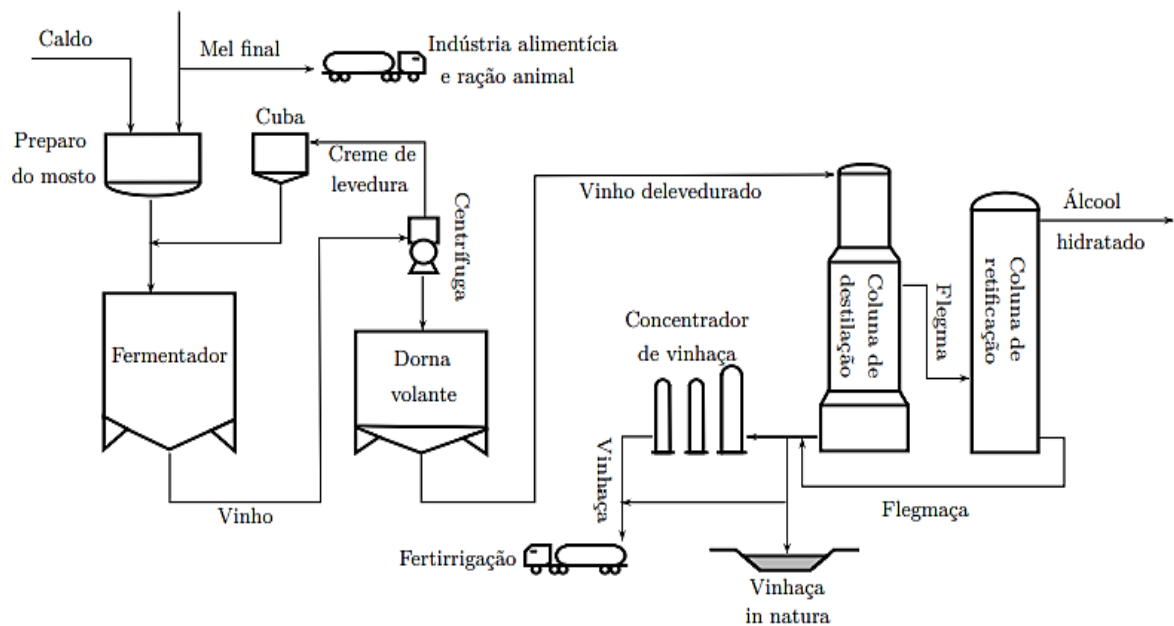 Caldo
Mel final
Indústria alimentícia
e ração animal
Preparo
do mosto
Cuba
Creme de
levedura
Centrífuga
Vinho delevedurado
Álcool
hidratado
Coluna de
destilação
Flegma
Coluna de
retificação
Fermentador
Dorna
volante
Concentrador
de vinhaça
Vinhaça
Vinho
Flegmaça
Fertirrigação
Vinhaça
in natura